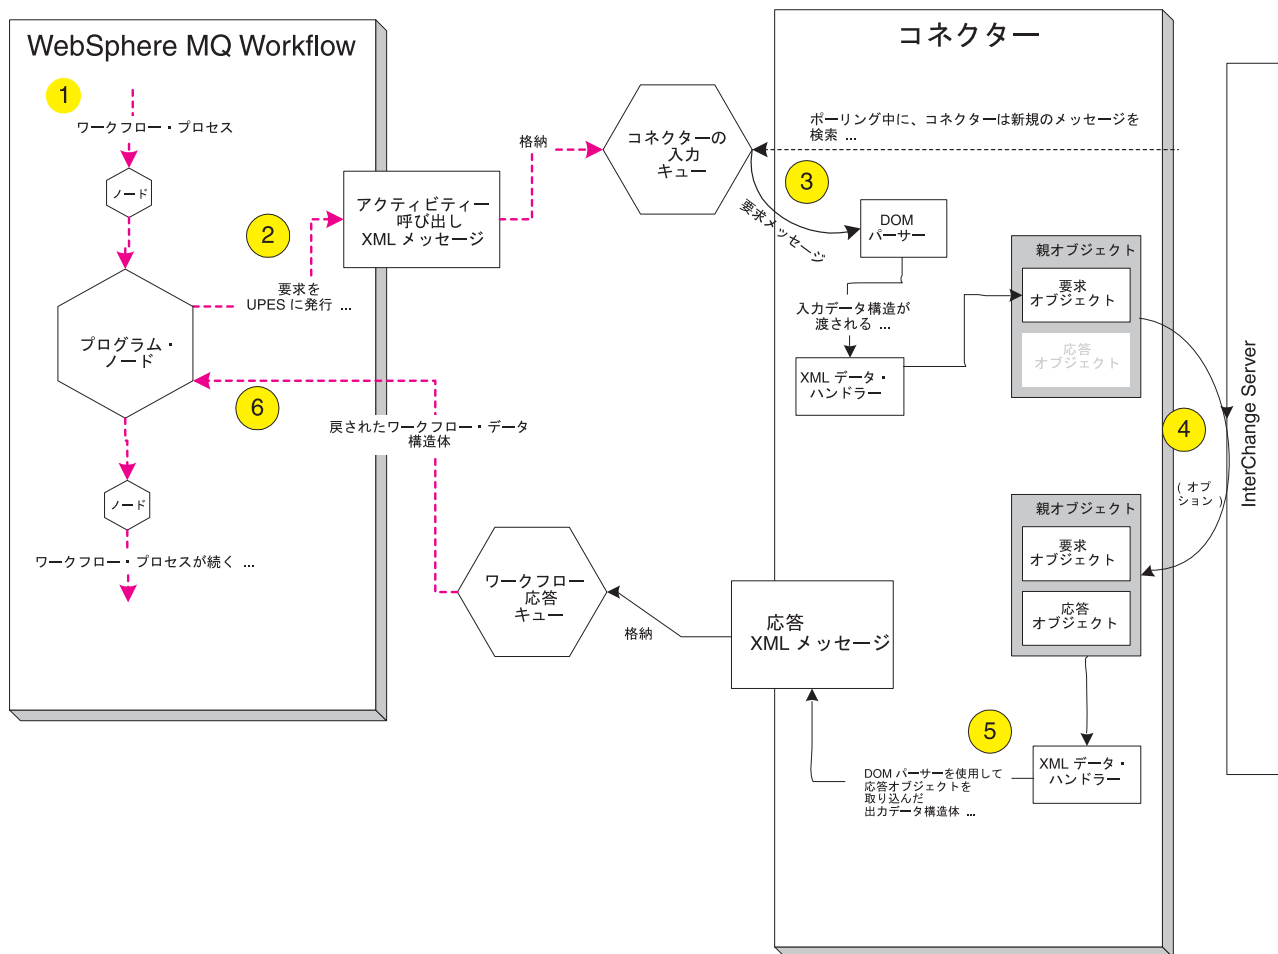 WebSphere MQ Workflow
コネクター
1
ワークフロー・プロセス
ノード
2
アクティビティー
呼び出し
XML メッセージ
格納
コネクターの
入力
キュー
ポーリング中に、コネクターは新規のメッセージを
検索 ...
3
要求メッセージ
DOM
パーサー
要求を
UPES に発行 ...
入力データ構造が
渡される ...
親オブジェクト
要求
オブジェクト
応答
オブジェクト
プログラム・
ノード
XML データ・
ハンドラー
InterChange Server
6
4
戻されたワークフロー・データ
構造体
( オプ
ション )
ノード
親オブジェクト
要求
オブジェクト
応答
オブジェクト
ワークフロー・プロセスが続く ...
ワークフロー
応答
キュー
格納
応答
XML メッセージ
5
XML データ・
ハンドラー
DOM パーサーを使用して
応答オブジェクトを
取り込んだ
出力データ構造体 ...